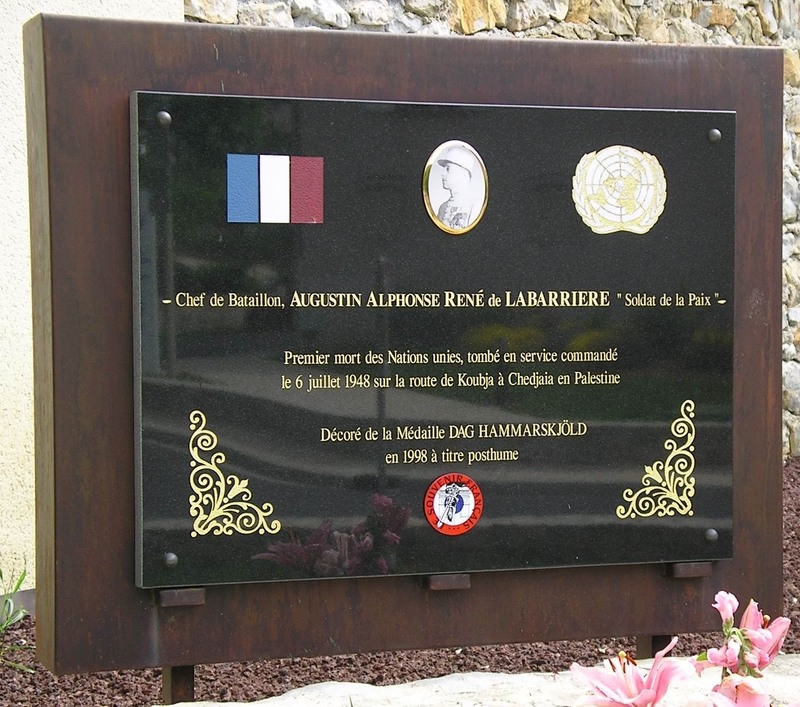 - Chef de Bataillon, AUGUSTIN ALPHONSE RENÉ de LABARRIERE " Soldat de la Paix "-
Premier mort des Nations unies, tombé en service commandé
le 6 juillet 1948 sur la route de Koubja à Chedjaia en Palestine
Décoré de la Médaille DAG HAMMARSKJÖLD
en 1998 à titre posthume
SOUVENIR FRANÇAIS